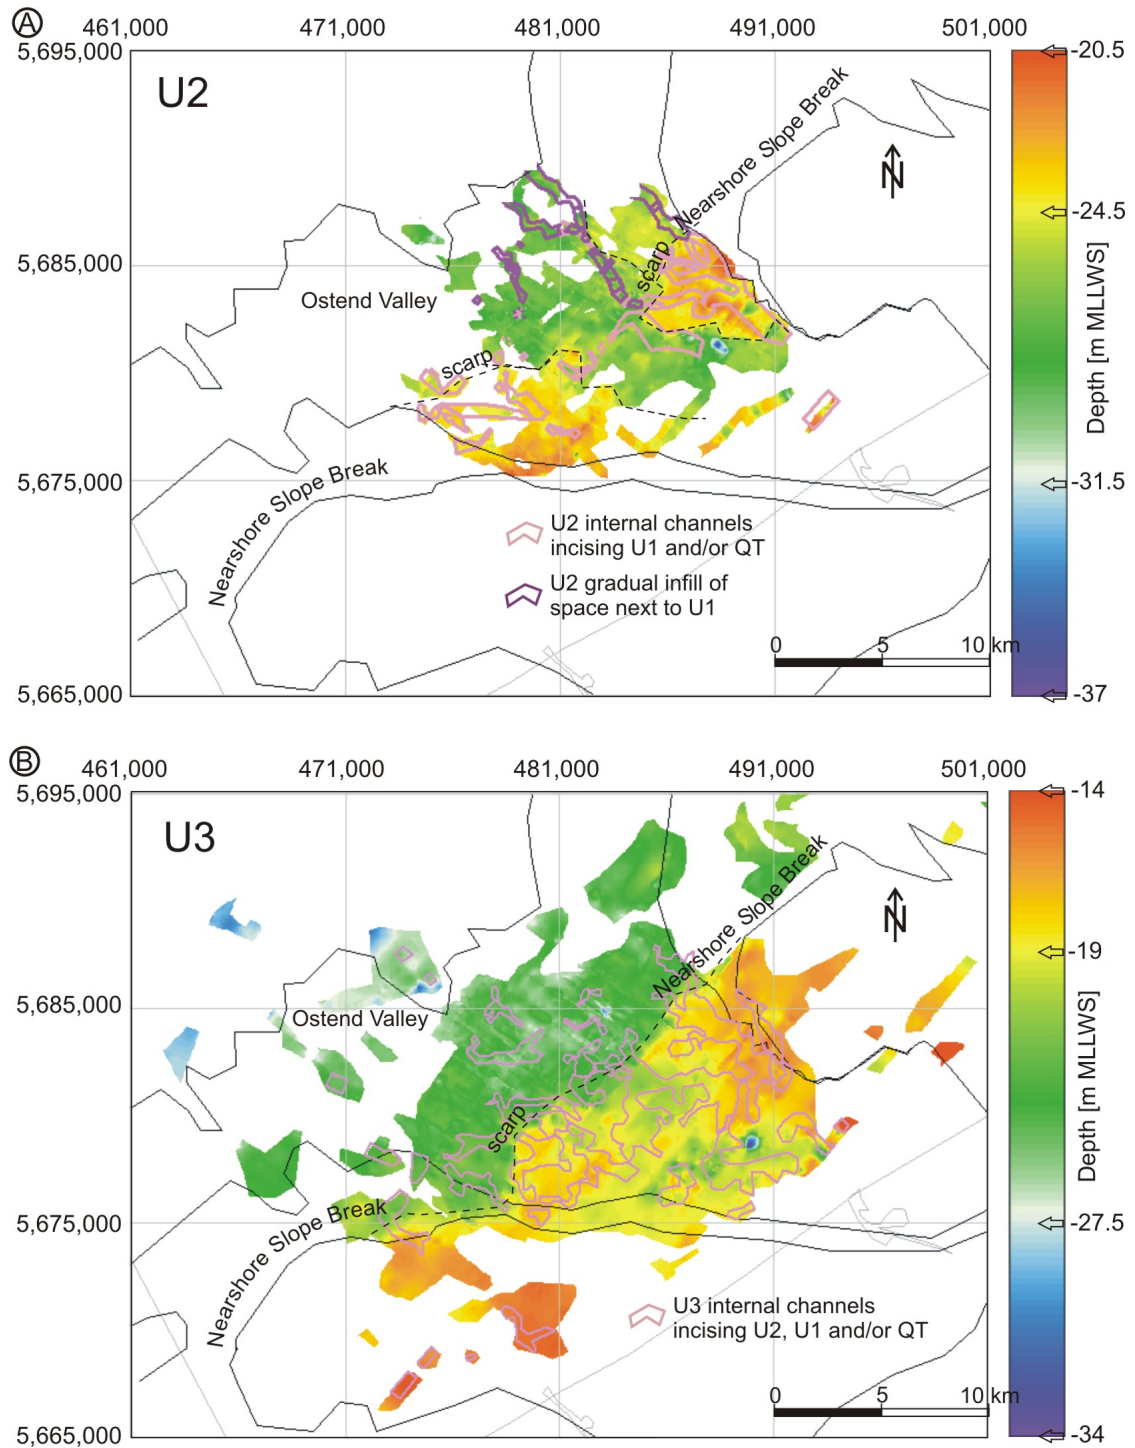 A
461,000 471,000 481,000 491,000 501,000
5,695,000
U2
Nearshore Slope Break
N
-20.5
-24.5
5,685,000
scarp
Ostend Valley
Depth [m MLLWS]
scarp
-31.5
5,675,000
Nearshore Slope Break
U2 internal channels
incising U1 and/or QT
U2 gradual infill of
space next to U1
0 5 10 km
5,665,000
-37
B
461,000 471,000 481,000 491,000 501,000
5,695,000
U3
Nearshore Slope Break
N
-14
-19
5,685,000
Nearshore Slope Break
Ostend Valley
Depth [m MLLWS]
scarp
5,675,000
-27.5
U3 internal channels
incising U2, U1 and/or QT
0 5 10 km
5,665,000
-34